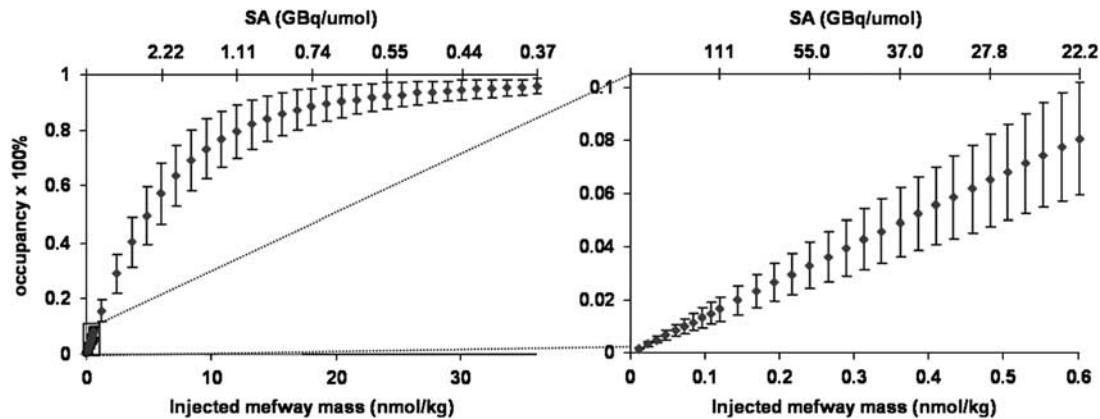 SA (GBq/umol)
2.22 1.11 0.74 0.55 0.44 0.37
1
0.8
0.6
0.4
0.2
0
occupancy x 100%
0 10 20 30
Injected mefway mass (nmol/kg)
SA (GBq/umol)
111 55.0 37.0 27.8 22.2
0.1
0.08
0.06
0.04
0.02
0
0 0.1 0.2 0.3 0.4 0.5 0.6
Injected mefway mass (nmol/kg)